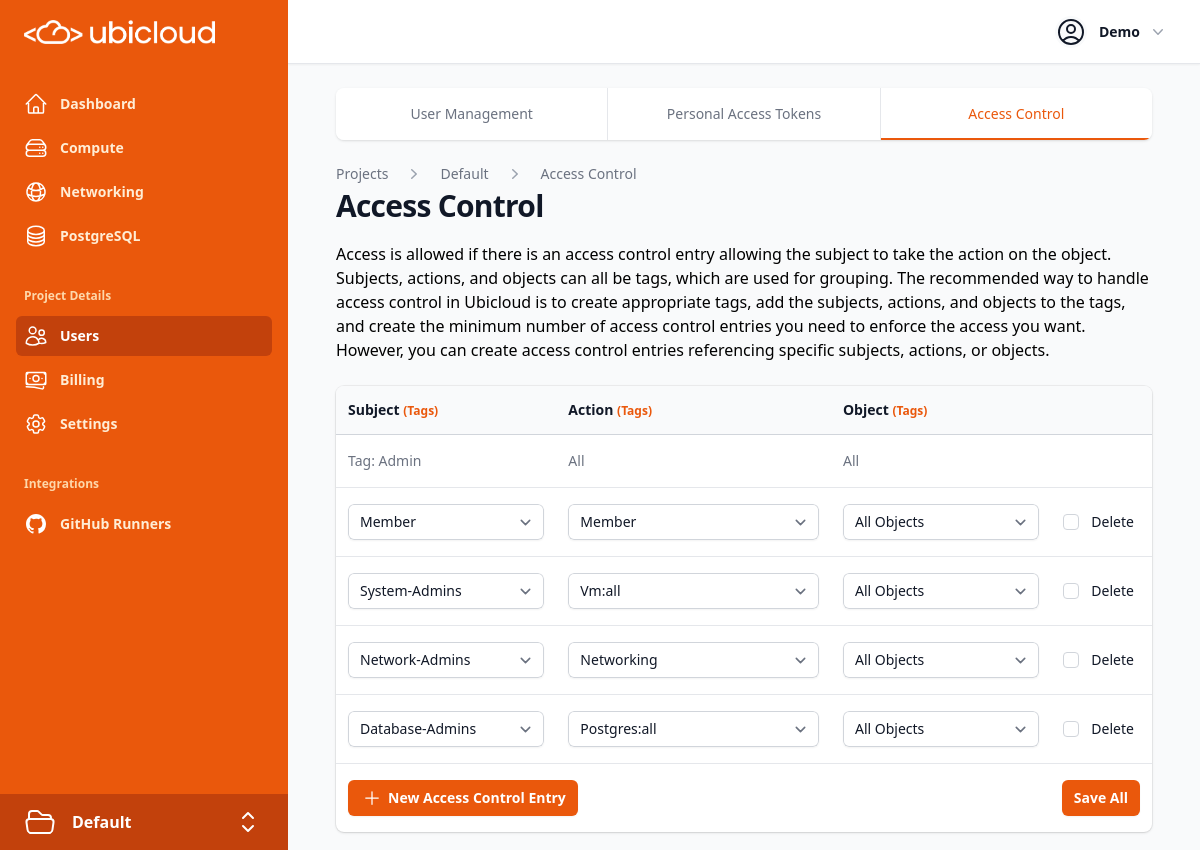 ubicloud
Demo
Dashboard
Compute
Networking
PostgreSQL
Project Details
Users
Billing
Settings
Integrations
GitHub Runners
Default
User Management
Personal Access Tokens
Access Control
Projects > Default > Access Control
Access Control
Access is allowed if there is an access control entry allowing the subject to take the action on the object.
Subjects, actions, and objects can all be tags, which are used for grouping. The recommended way to handle
access control in Ubicloud is to create appropriate tags, add the subjects, actions, and objects to the tags,
and create the minimum number of access control entries you need to enforce the access you want.
However, you can create access control entries referencing specific subjects, actions, or objects.
Subject (Tags) Action (Tags) Object (Tags)
Tag: Admin All All
Member Member All Objects Delete
System-Admins Vm:all All Objects Delete
Network-Admins Networking All Objects Delete
Database-Admins Postgres:all All Objects Delete
New Access Control Entry Save All